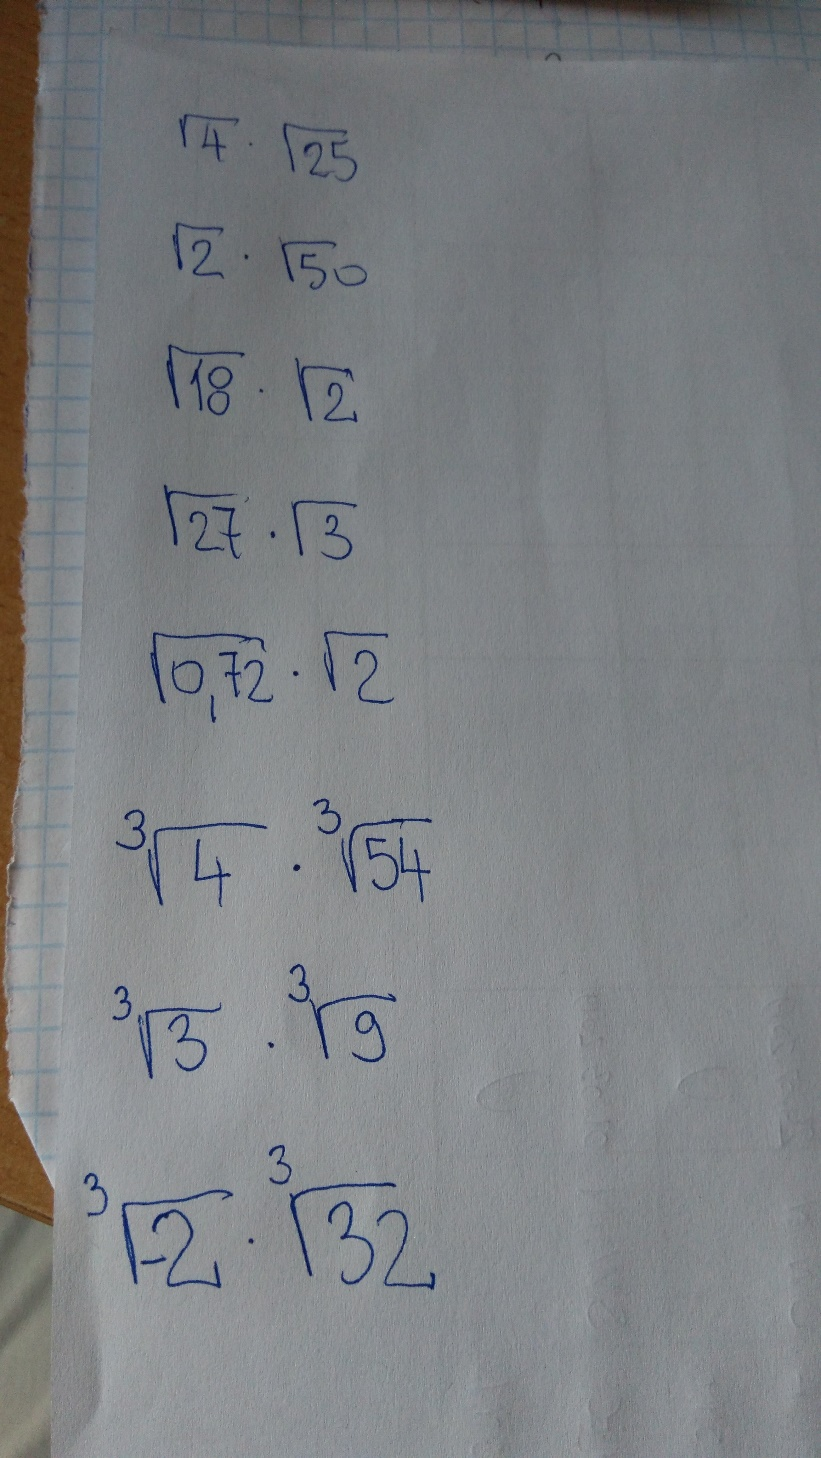 √4 · √25
√2 · √50
√18 · √2
√27 · √3
√0,72 · √2
³√4 · ³√54
³√3 · ³√9
³√-2 · ³√32